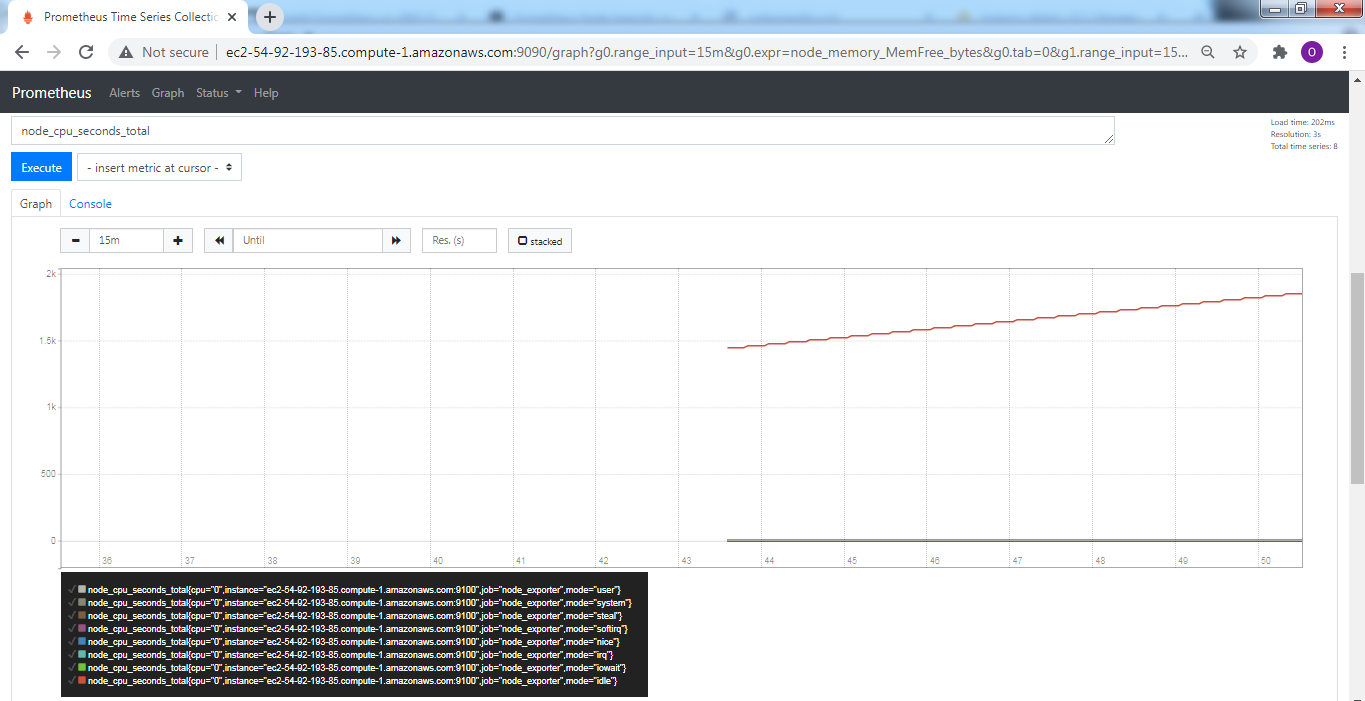 Prometheus Time Series Collectic
Not secure
ec2-54-92-193-85.compute-1.amazonaws.com:9090/graph?g0.range_input=15m&g0.expr=node_memory_MemFree_bytes&g0.tab=0&g1.range_input=15...
O
Prometheus Alerts Graph Status Help
node_cpu_seconds_total
Load time: 202ms
Resolution: 3s
Total time series: 8
Execute
- insert metric at cursor -
Graph Console
15m Until Res. (s) stacked
2k
1.5k
1k
500
0
36 37 38 39 40 41 42 43 44 45 46 47 48 49 50
node_cpu_seconds_total{cpu="0",instance="ec2-54-92-193-85.compute-1.amazonaws.com:9100",job="node_exporter",mode="user"}
node_cpu_seconds_total{cpu="0",instance="ec2-54-92-193-85.compute-1.amazonaws.com:9100",job="node_exporter",mode="system"}
node_cpu_seconds_total{cpu="0",instance="ec2-54-92-193-85.compute-1.amazonaws.com:9100",job="node_exporter",mode="steal"}
node_cpu_seconds_total{cpu="0",instance="ec2-54-92-193-85.compute-1.amazonaws.com:9100",job="node_exporter",mode="softirq"}
node_cpu_seconds_total{cpu="0",instance="ec2-54-92-193-85.compute-1.amazonaws.com:9100",job="node_exporter",mode="nice"}
node_cpu_seconds_total{cpu="0",instance="ec2-54-92-193-85.compute-1.amazonaws.com:9100",job="node_exporter",mode="irq"}
node_cpu_seconds_total{cpu="0",instance="ec2-54-92-193-85.compute-1.amazonaws.com:9100",job="node_exporter",mode="iowait"}
node_cpu_seconds_total{cpu="0",instance="ec2-54-92-193-85.compute-1.amazonaws.com:9100",job="node_exporter",mode="idle"}